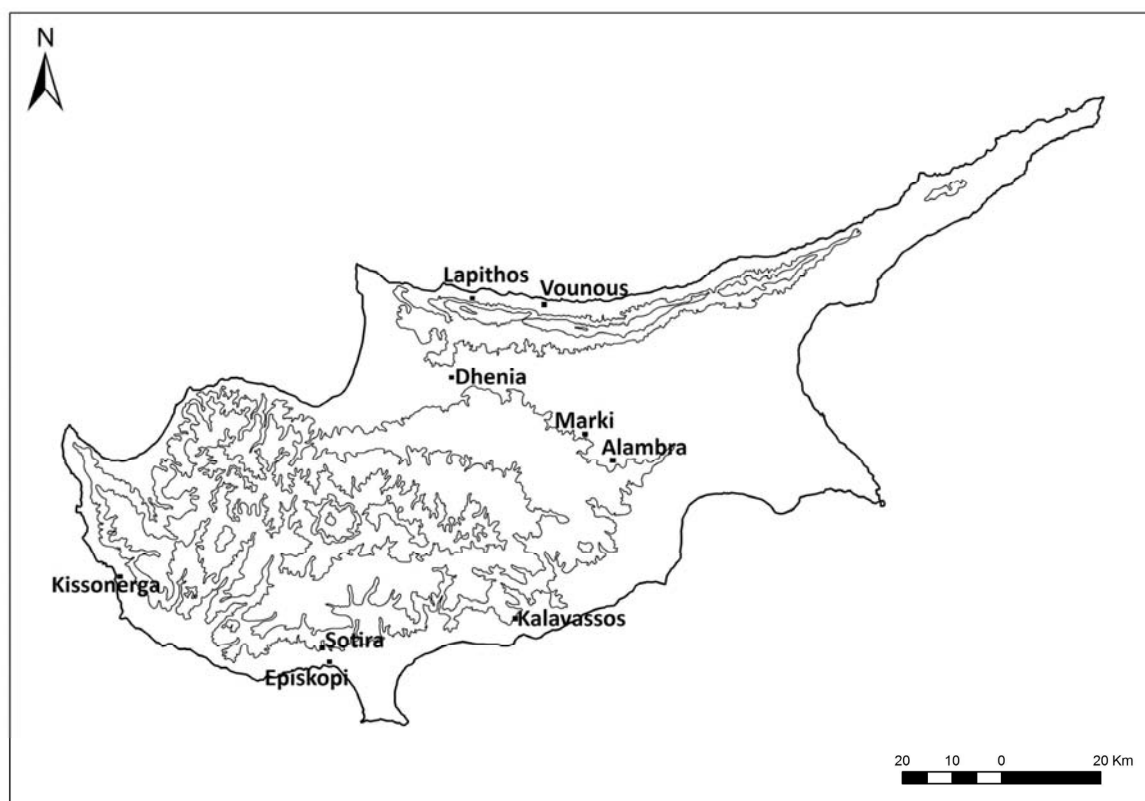 N
Lapithos
Vounous
Dhenia
Marki
Alambra
Kissonerga
Kalavassos
Sotira
Episkopi
20 10 0 20 Km